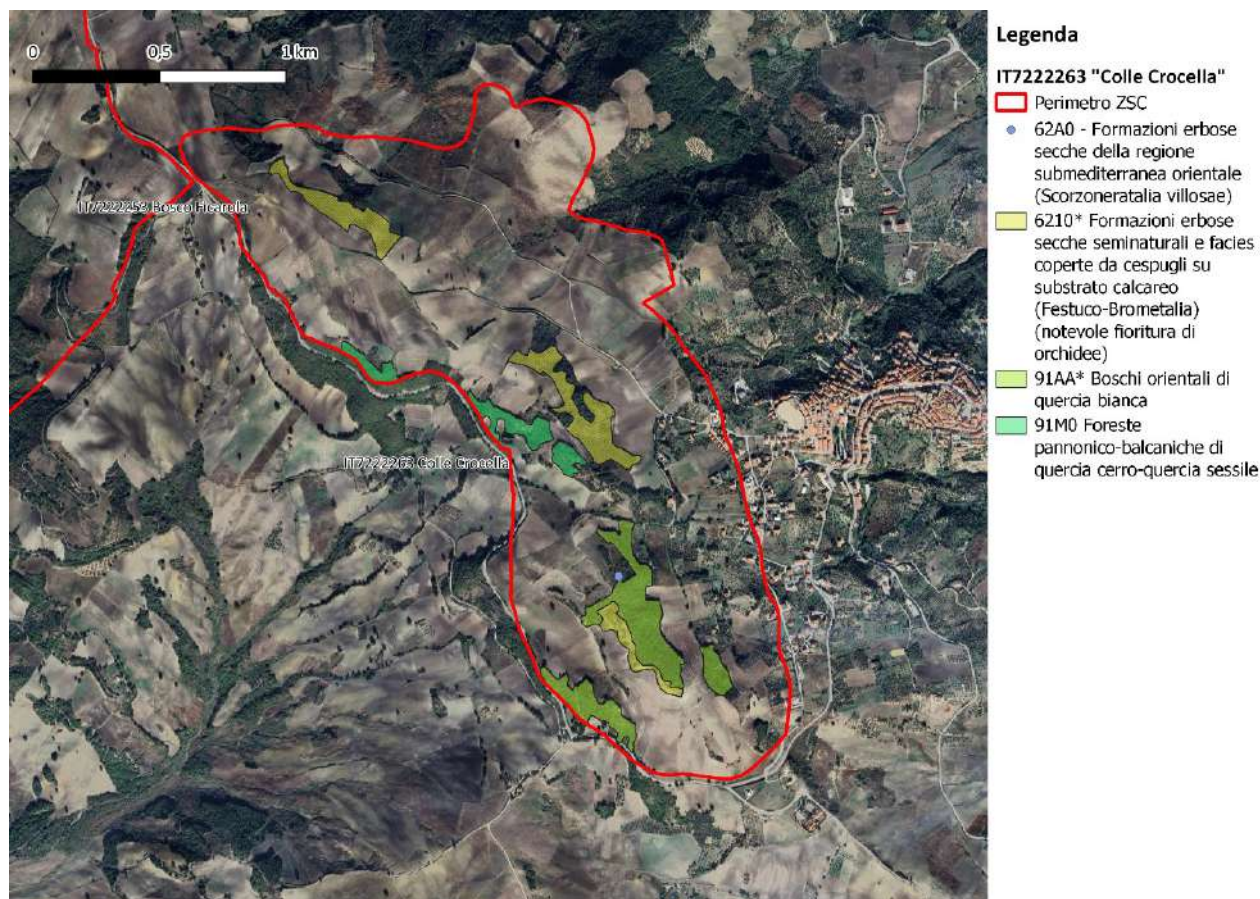 0 0,5 1 km
IT7222259 Bosco Ficarola
IT7222263 Colle Crocella
Legenda
IT7222263 "Colle Crocella"
Perimetro ZSC
62A0 - Formazioni erbose
secche della regione
submediterranea orientale
(Scorzoneratalia villosae)
6210* Formazioni erbose
secche seminaturali e facies
coperte da cespugli su
substrato calcareo
(Festuco-Brometalia)
(notevole fioritura di
orchidee)
91AA* Boschi orientali di
quercia bianca
91M0 Foreste
pannonico-balcaniche di
quercia cerro-quercia sessile